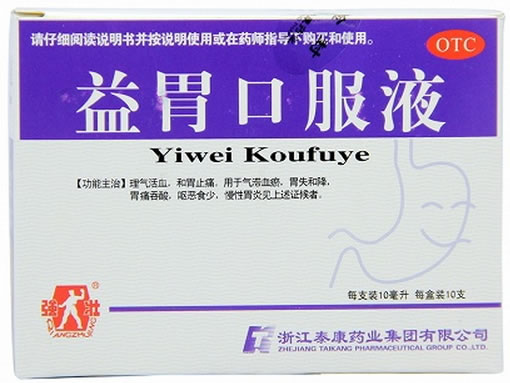 请仔细阅读说明书并按说明使用或在药师指导下购买和使用。
OTC
益胃口服液
Yiwei Koufuye
【功能主治】理气活血，和胃止痛，用于气滞血瘀，胃失和降，
胃痛吞酸，呕恶食少，慢性胃炎见上述证候者。
每支装10毫升 每盒装10支
强壮®
QIANGZHUANG
浙江泰康药业集团有限公司
ZHEJIANG TAIKANG PHARMACEUTICAL GROUP CO.,LTD.